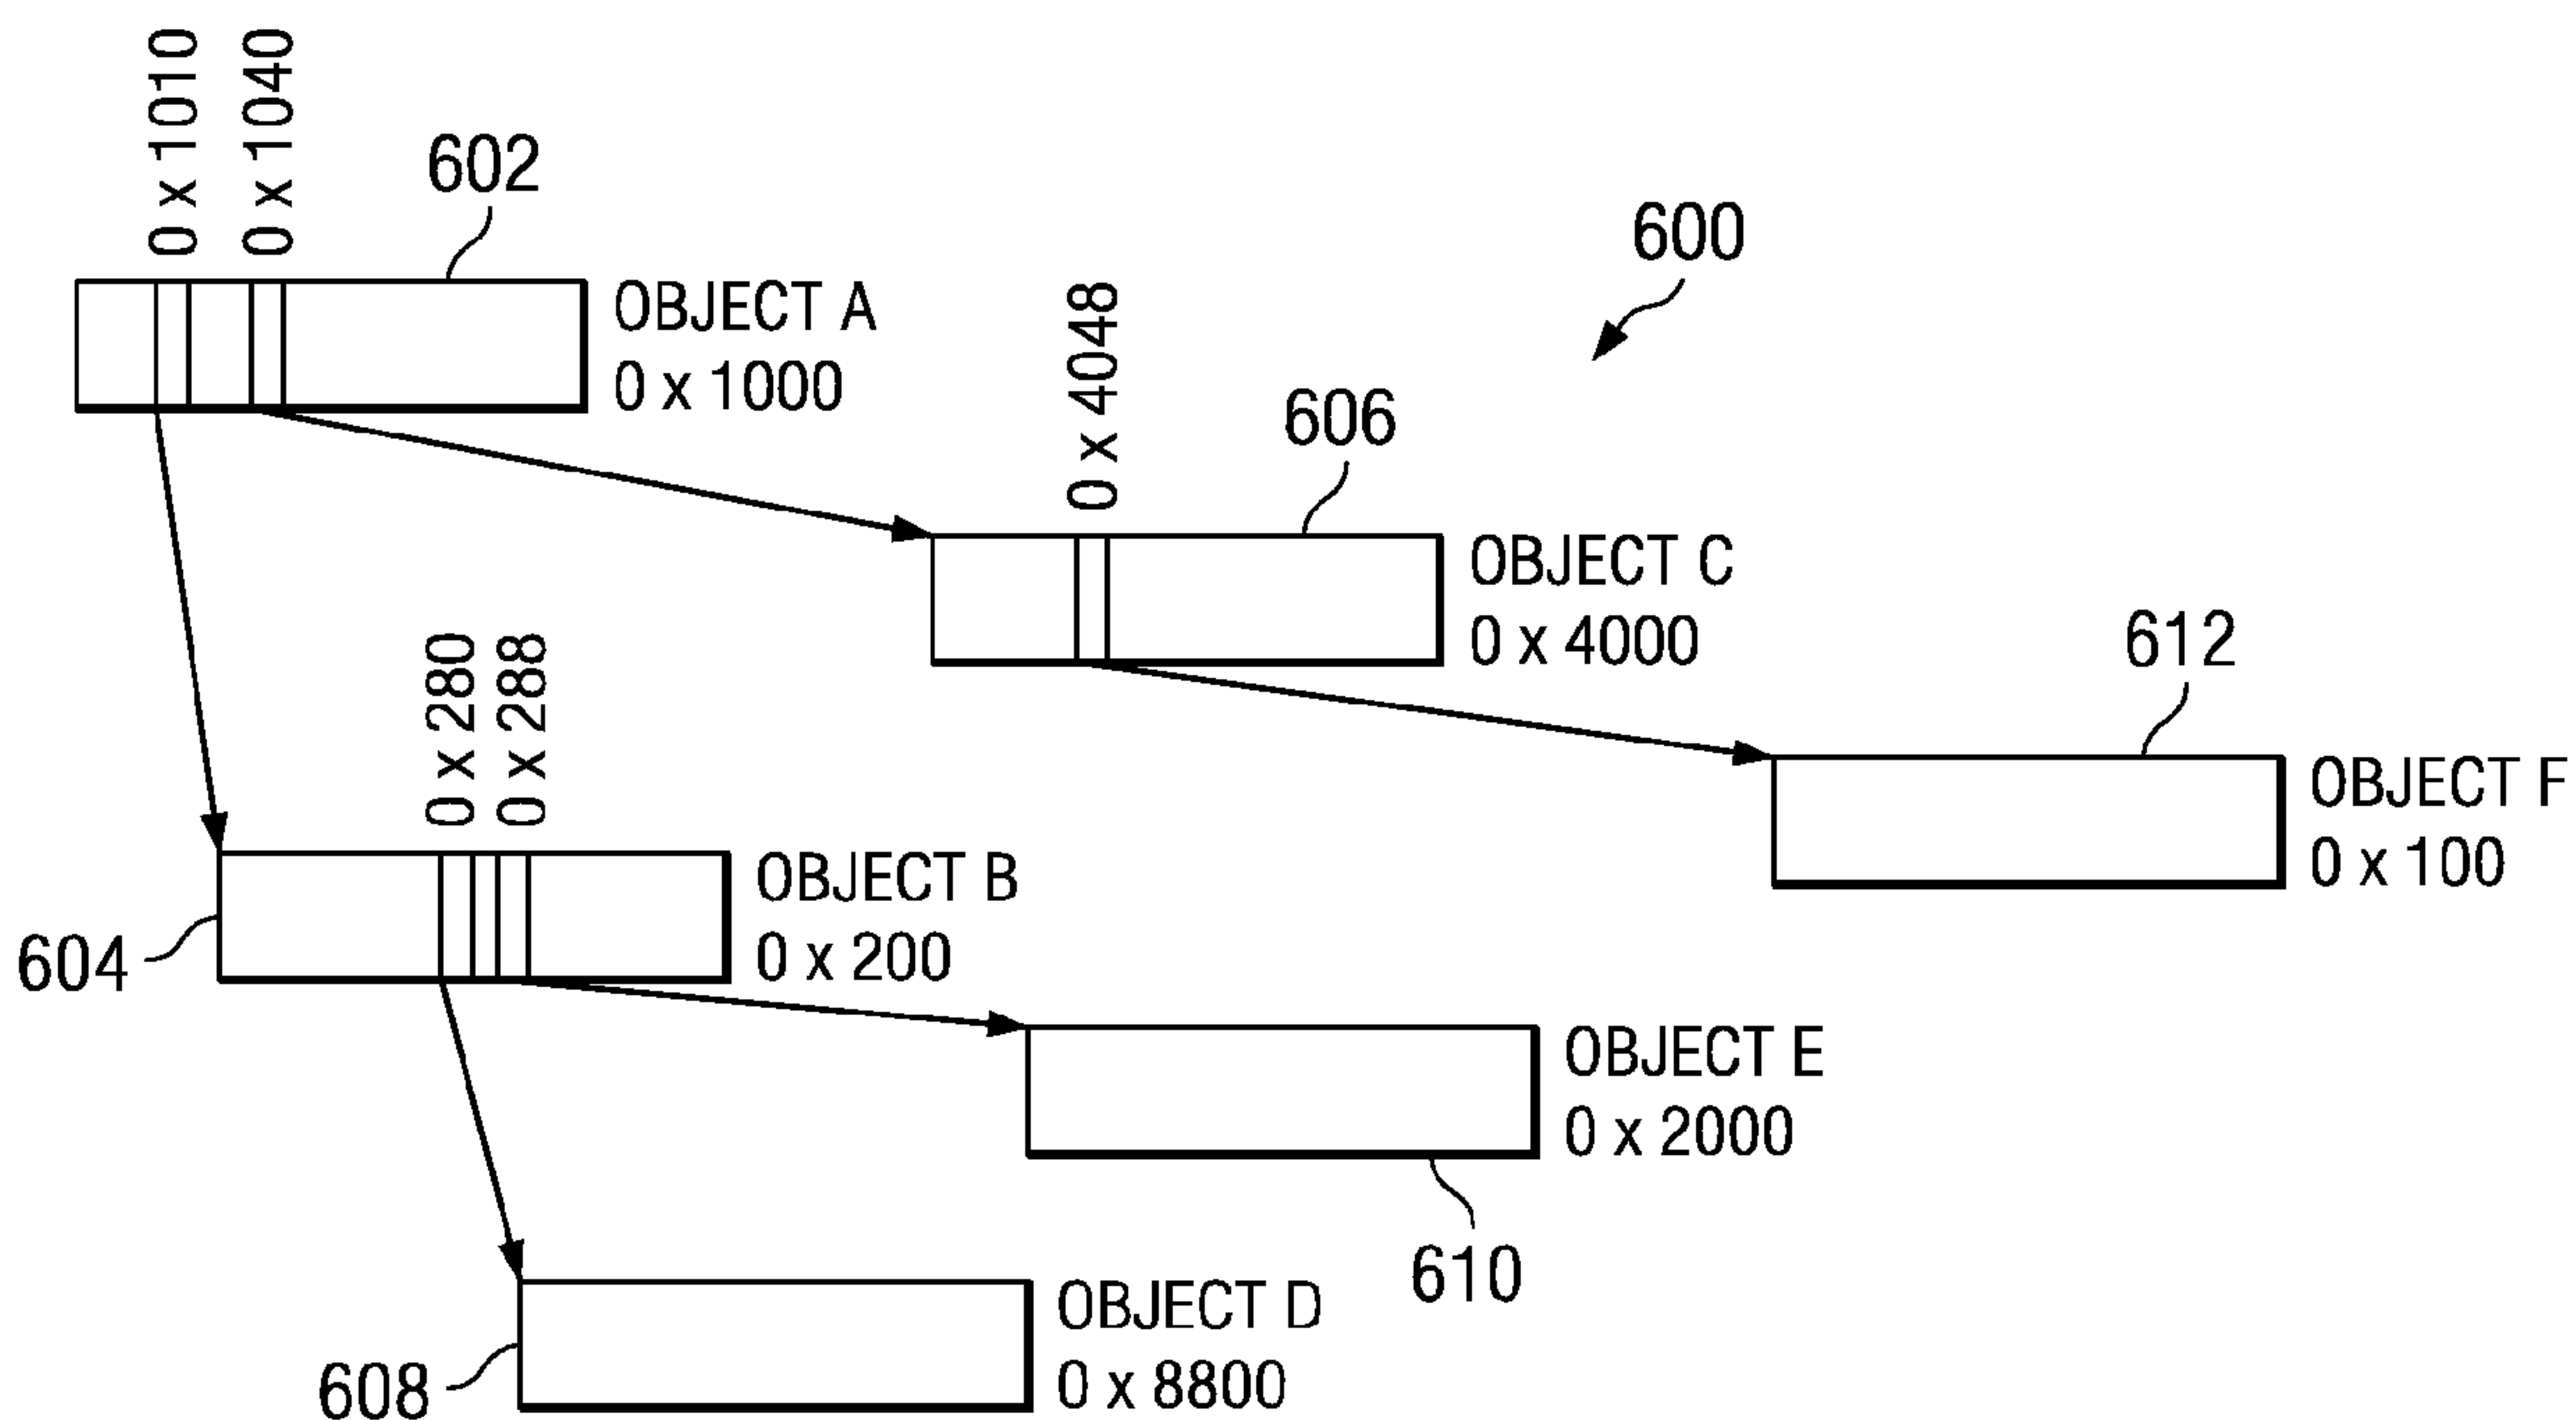 0 x 1010
0 x 1040
602
OBJECT A
0 x 1000
600
0 x 4048
606
OBJECT C
0 x 4000
612
OBJECT F
0 x 100
0 x 280
0 x 288
OBJECT B
0 x 200
604
OBJECT E
0 x 2000
610
OBJECT D
0 x 8800
608